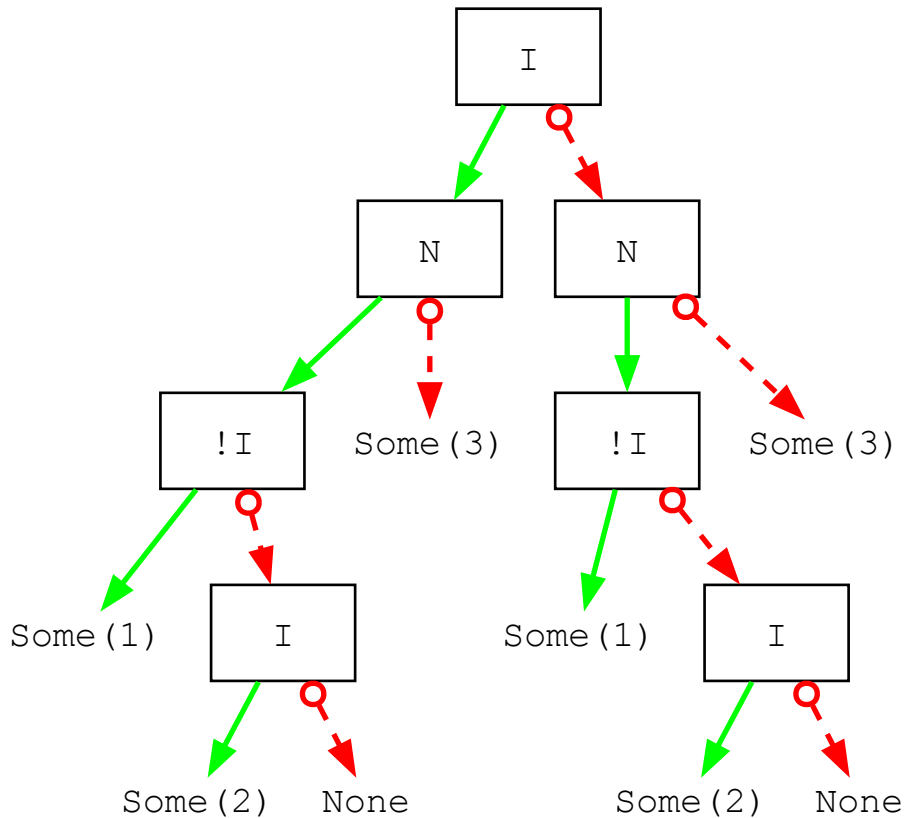 I
N N
!I Some(3) !I Some(3)
Some(1) I Some(1) I
Some(2) None Some(2) None